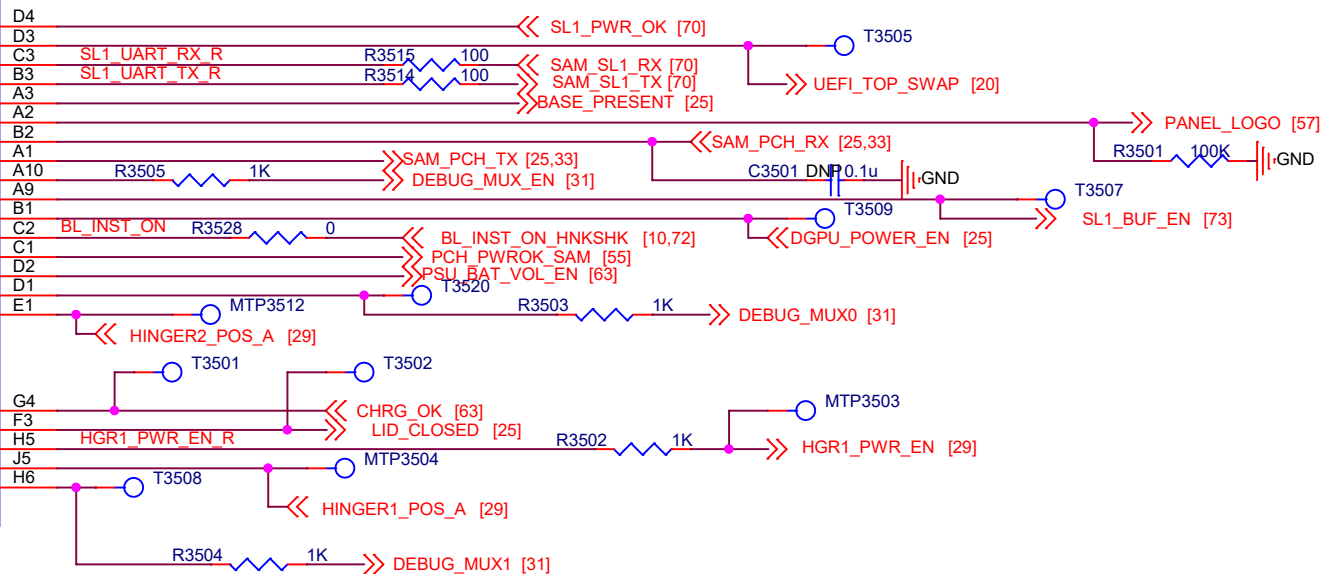 D4 SL1_PWR_OK [70]
D3 T3505
C3 SL1_UART_RX_R R3515 100 SAM_SL1_RX [70]
B3 SL1_UART_TX_R R3514 100 SAM_SL1_TX [70] UEFI_TOP_SWAP [20]
A3 BASE_PRESENT [25]
A2 PANEL_LOGO [57]
B2 SAM_PCH_RX [25,33]
A1 SAM_PCH_TX [25,33] R3501 100K GND
A10 R3505 1K DEBUG_MUX_EN [31] C3501 DNP 0.1u GND
A9 T3507
B1 T3509 SL1_BUF_EN [73]
C2 BL_INST_ON R3528 0 BL_INST_ON_HNKSHK [10,72] DGPU_POWER_EN [25]
C1 PCH_PWROK_SAM [55]
D2 PSU_BAT_VOL_EN [63]
D1 T3520
E1 MTP3512 R3503 1K DEBUG_MUX0 [31]
HINGER2_POS_A [29]
T3501 T3502
G4 CHRG_OK [63] MTP3503
F3 LID_CLOSED [25]
H5 HGR1_PWR_EN_R R3502 1K HGR1_PWR_EN [29]
J5 MTP3504
H6 T3508
HINGER1_POS_A [29]
R3504 1K DEBUG_MUX1 [31]